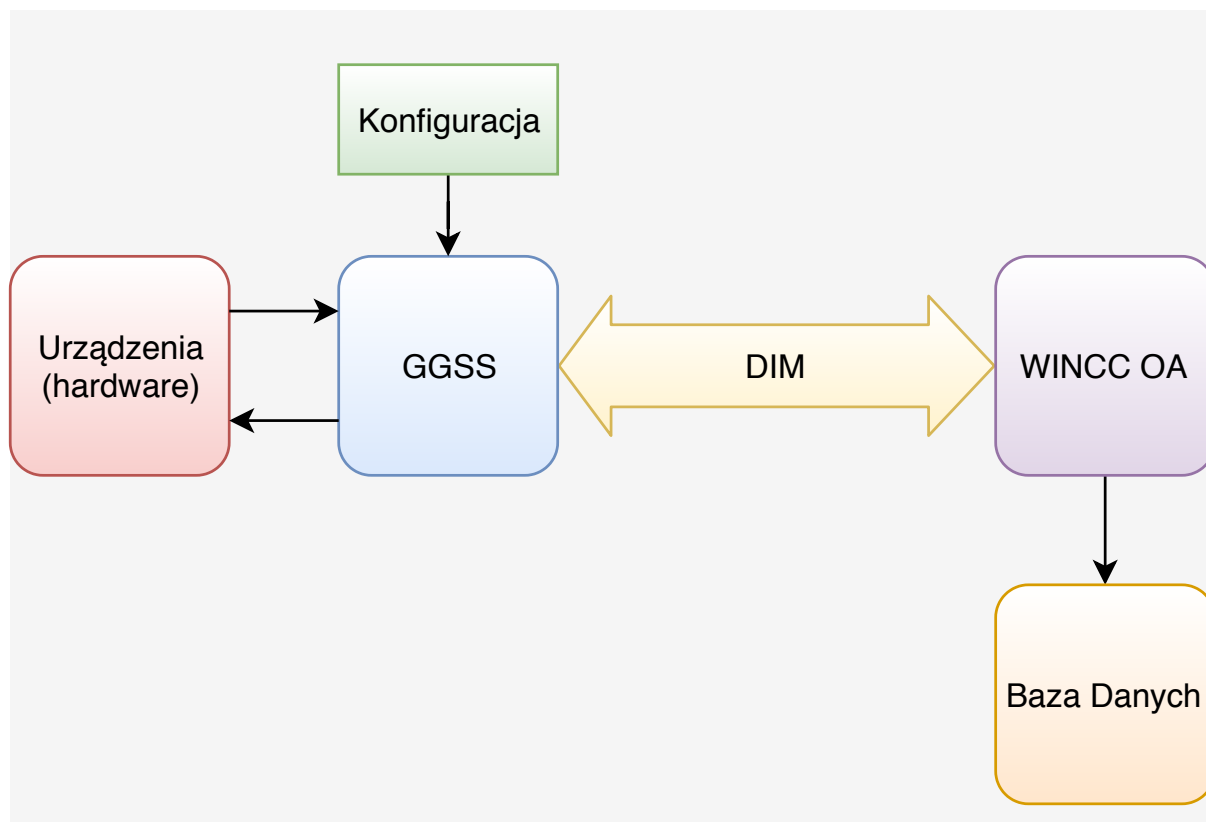 Konfiguracja
Urządzenia
(hardware)
GGSS
DIM
WINCC OA
Baza Danych